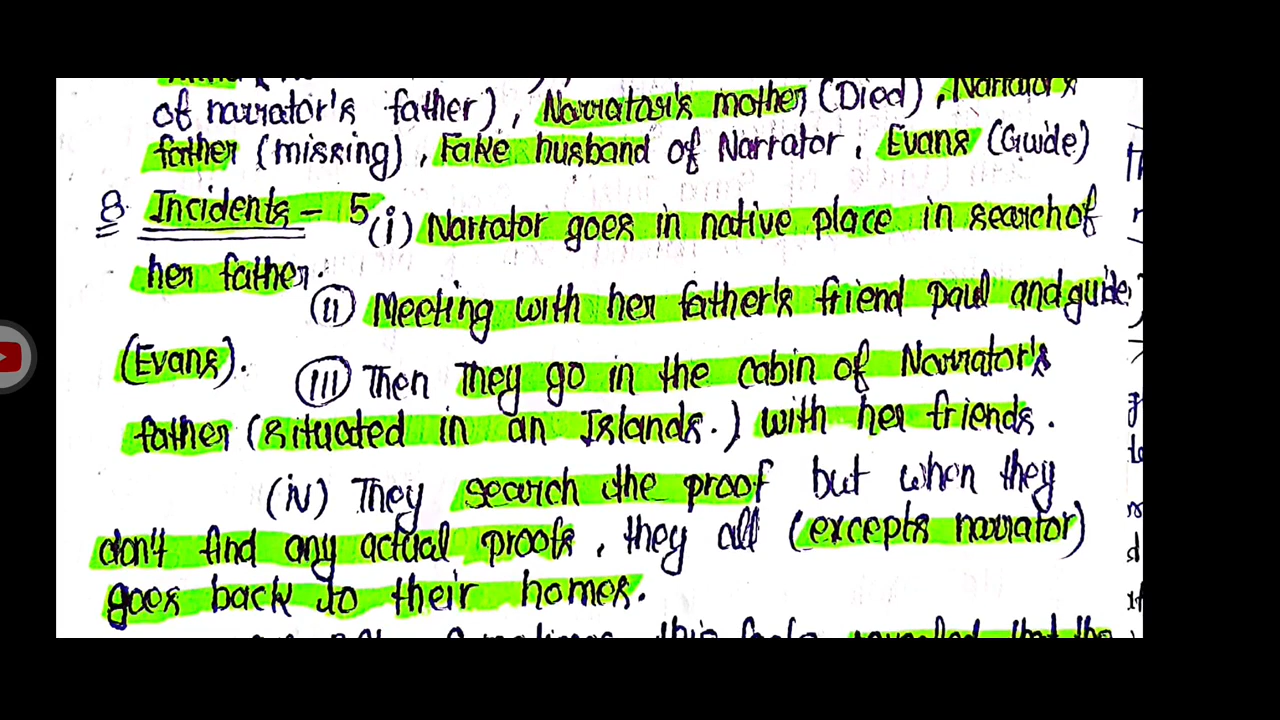 of narrator's father), Narrator's mother (Died), Narrator's
father (missing), Fake husband of Narrator, Evans (Guide)
8 Incidents - 5 (i) Narrator goes in native place in search of
her father.
(ii) Meeting with her father's friend paul and guide
(Evans).
(iii) Then They go in the cabin of Narrator's
father (situated in an Islands.) with her friends.
(iv) They search the proof but when they
don't find any actual proofs, they all (excepts narrator)
goes back to their homes.